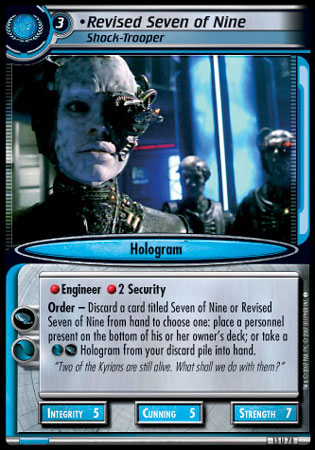 3
•Revised Seven of Nine
Shock-Trooper
Hologram
Engineer 2 Security
Order – Discard a card titled Seven of Nine or Revised
Seven of Nine from hand to choose one: place a personnel
present on the bottom of his or her owner's deck; or take a
Hologram from your discard pile into hand.
"Two of the Kyrians are still alive. What shall we do with them?"
INTEGRITY 5
CUNNING 5
STRENGTH 7